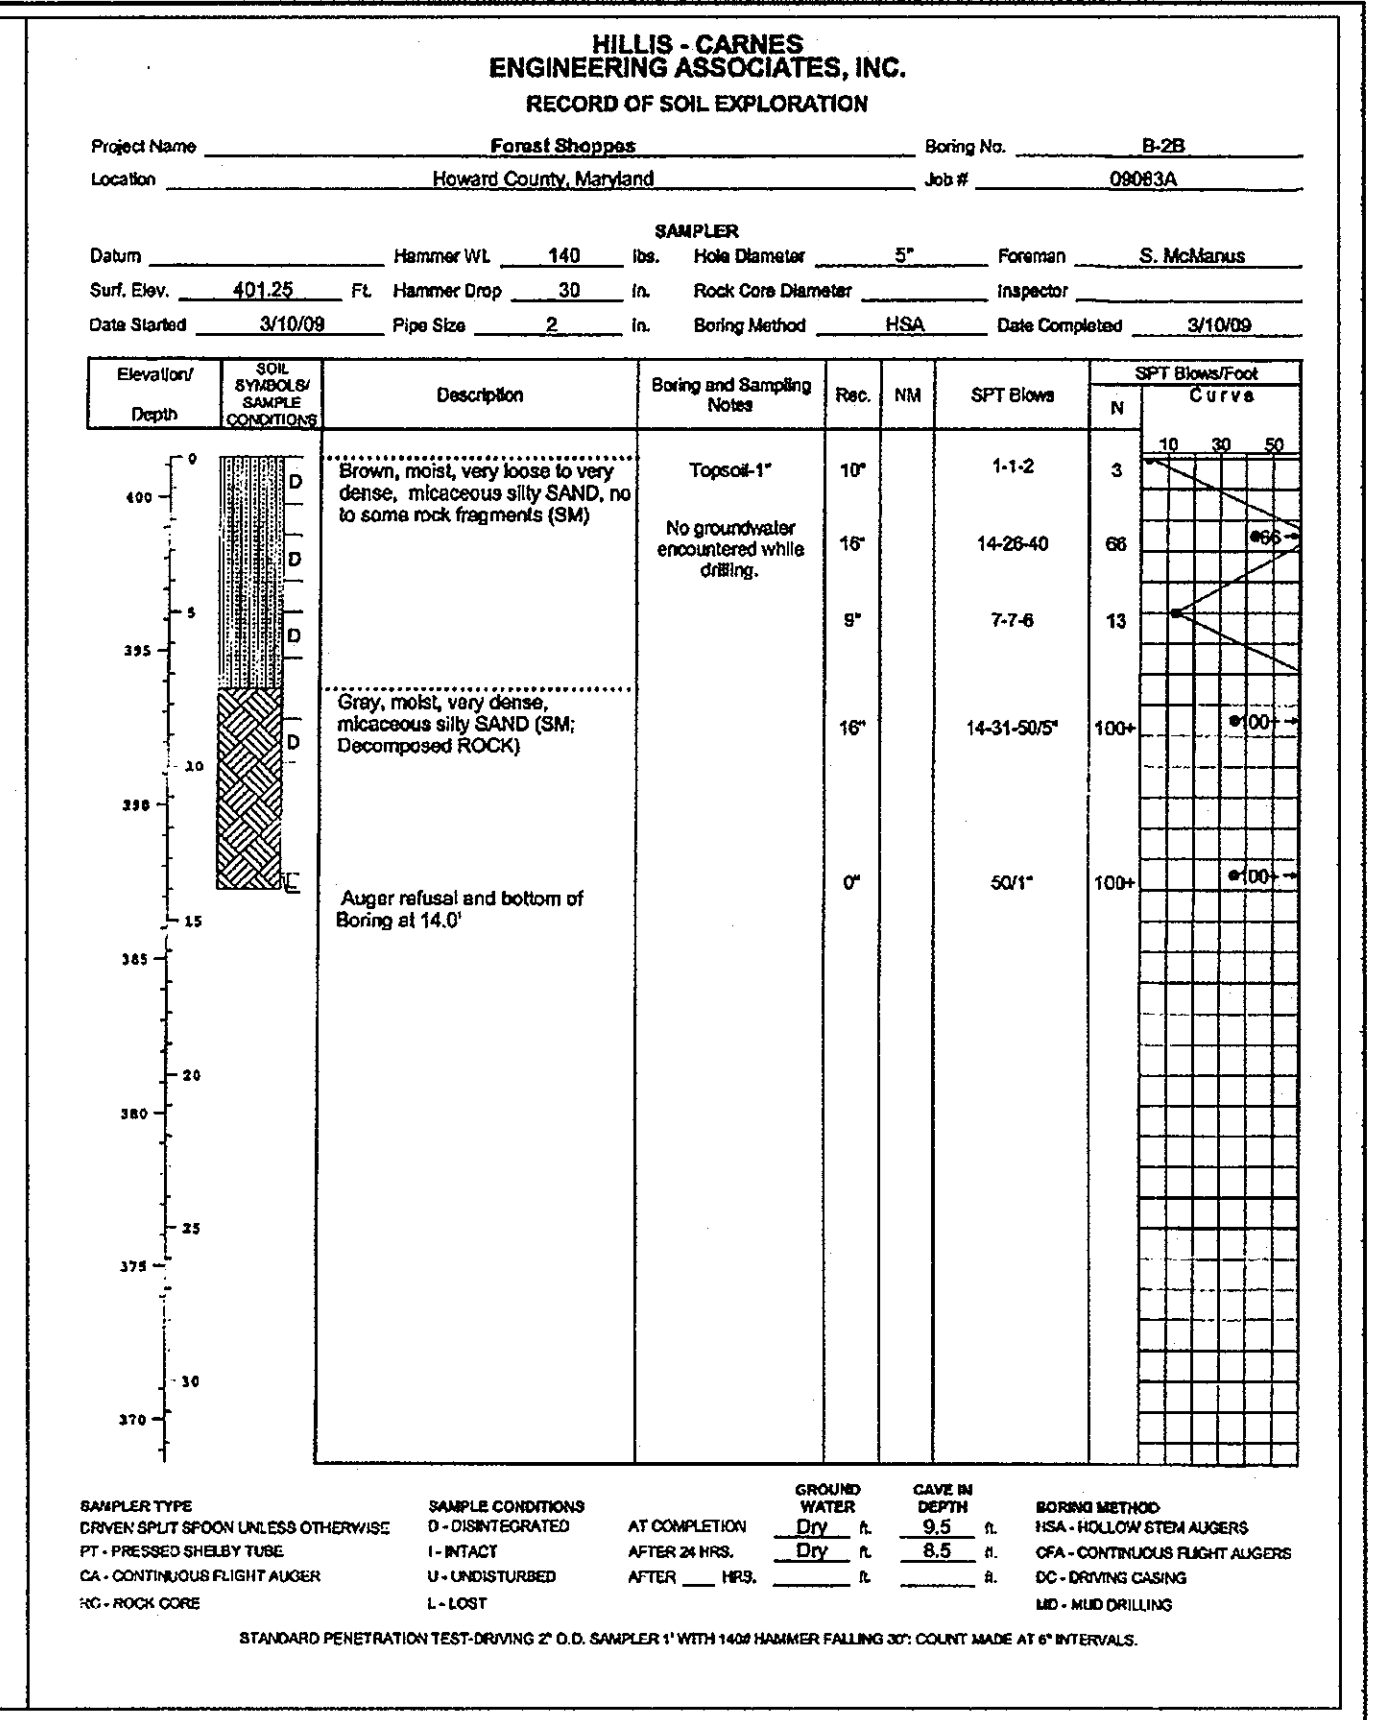 HILLIS - CARNES
ENGINEERING ASSOCIATES, INC.
RECORD OF SOIL EXPLORATION
Project Name Forest Shoppes Boring No. B-2B
Location Howard County, Maryland Job # 09083A
SAMPLER
Datum Hammer Wt. 140 lbs. Hole Diameter 5" Foreman S. McManus
Surf. Elev. 401.25 Ft. Hammer Drop 30 in. Rock Core Diameter Inspector
Date Started 3/10/09 Pipe Size 2 in. Boring Method HSA Date Completed 3/10/09
Elevation/ Depth SOIL SYMBOLS/ SAMPLE CONDITIONS Description Boring and Sampling Notes Rec. NM SPT Blows SPT Blows/Foot
N Curve
10 30 50
0 D Brown, moist, very loose to very Topsoil-1" 10" 1-1-2 3
400 dense, micaceous silty SAND, no
to some rock fragments (SM)
No groundwater
D encountered while 16" 14-26-40 66 66
drilling.
5 D 9" 7-7-6 13
395
Gray, moist, very dense,
micaceous silty SAND (SM; 16" 14-31-50/5" 100+ 100+
D Decomposed ROCK)
10
390
0" 50/1" 100+ 100+
Auger refusal and bottom of
15 Boring at 14.0'
385
20
380
25
375
30
370
GROUND WATER CAVE IN DEPTH
SAMPLER TYPE SAMPLE CONDITIONS BORING METHOD
DRIVEN SPLIT SPOON UNLESS OTHERWISE D - DISINTEGRATED AT COMPLETION Dry ft. 9.5 ft. HSA - HOLLOW STEM AUGERS
PT - PRESSED SHELBY TUBE I - INTACT AFTER 24 HRS. Dry ft. 8.5 ft. CFA - CONTINUOUS FLIGHT AUGERS
CA - CONTINUOUS FLIGHT AUGER U - UNDISTURBED AFTER ___ HRS. ft. ft. DC - DRIVING CASING
RC - ROCK CORE L - LOST MD - MUD DRILLING
STANDARD PENETRATION TEST-DRIVING 2" O.D. SAMPLER 1' WITH 140# HAMMER FALLING 30"; COUNT MADE AT 6" INTERVALS.